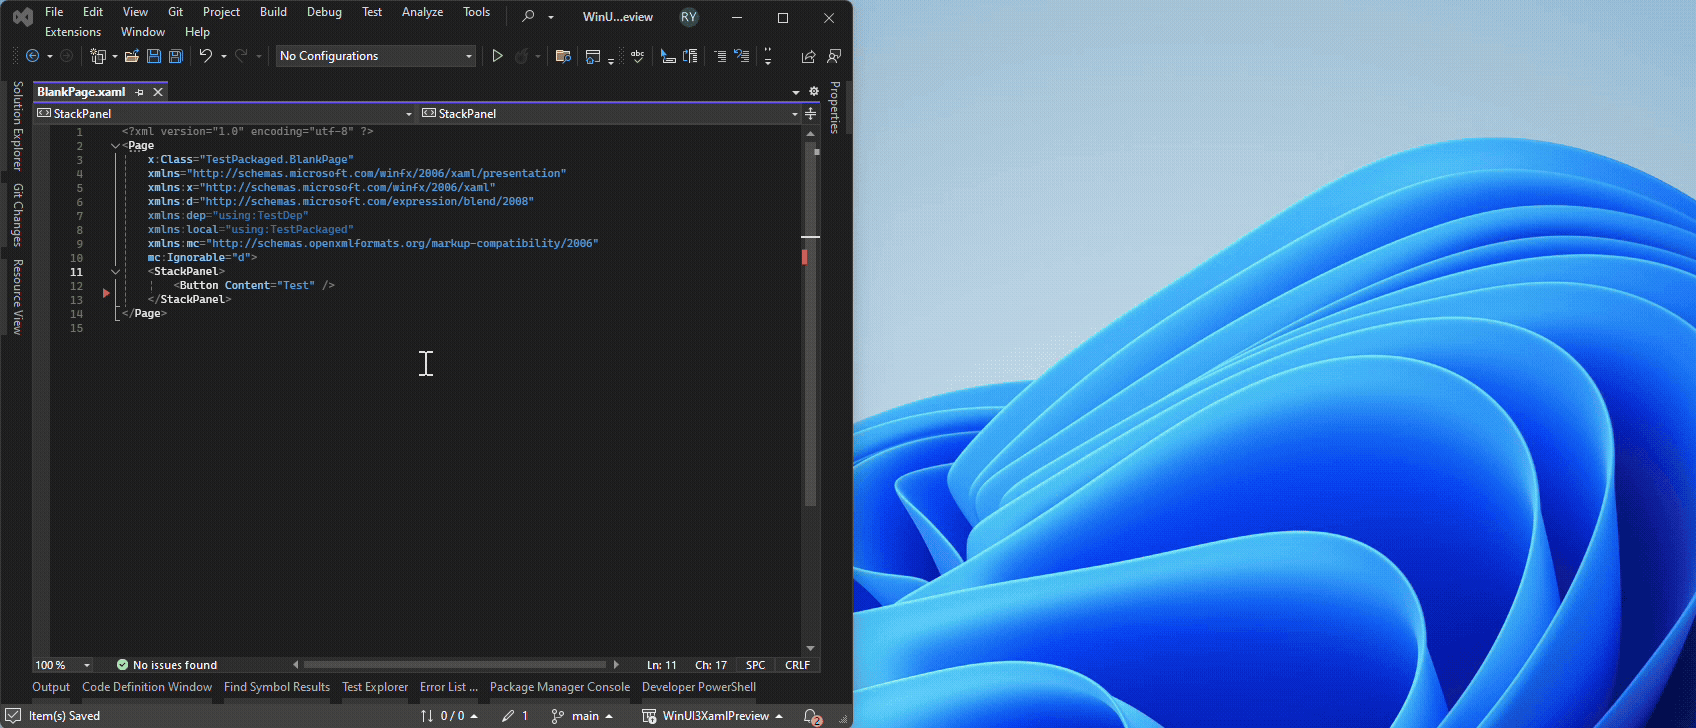 File Edit View Git Project Build Debug Test Analyze Tools WinU...eview RY
Extensions Window Help
No Configurations
abc
BlankPage.xaml
StackPanel StackPanel
Solution Explorer
Git Changes
Resource View
Properties
1 <?xml version="1.0" encoding="utf-8" ?>
2 <Page
3 x:Class="TestPackaged.BlankPage"
4 xmlns="http://schemas.microsoft.com/winfx/2006/xaml/presentation"
5 xmlns:x="http://schemas.microsoft.com/winfx/2006/xaml"
6 xmlns:d="http://schemas.microsoft.com/expression/blend/2008"
7 xmlns:dep="using:TestDep"
8 xmlns:local="using:TestPackaged"
9 xmlns:mc="http://schemas.openxmlformats.org/markup-compatibility/2006"
10 mc:Ignorable="d">
11 <StackPanel>
12 <Button Content="Test" />
13 </StackPanel>
14 </Page>
15
100 % No issues found Ln: 11 Ch: 17 SPC CRLF
Output Code Definition Window Find Symbol Results Test Explorer Error List ... Package Manager Console Developer PowerShell
Item(s) Saved 0 / 0 1 main WinUI3XamlPreview 2